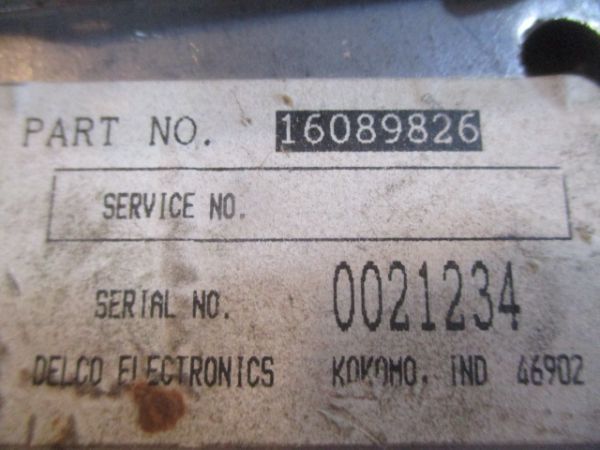 PART NO. 16089826
SERVICE NO.
SERIAL NO. 0021234
DELCO ELECTRONICS KOKOMO, IND 46902